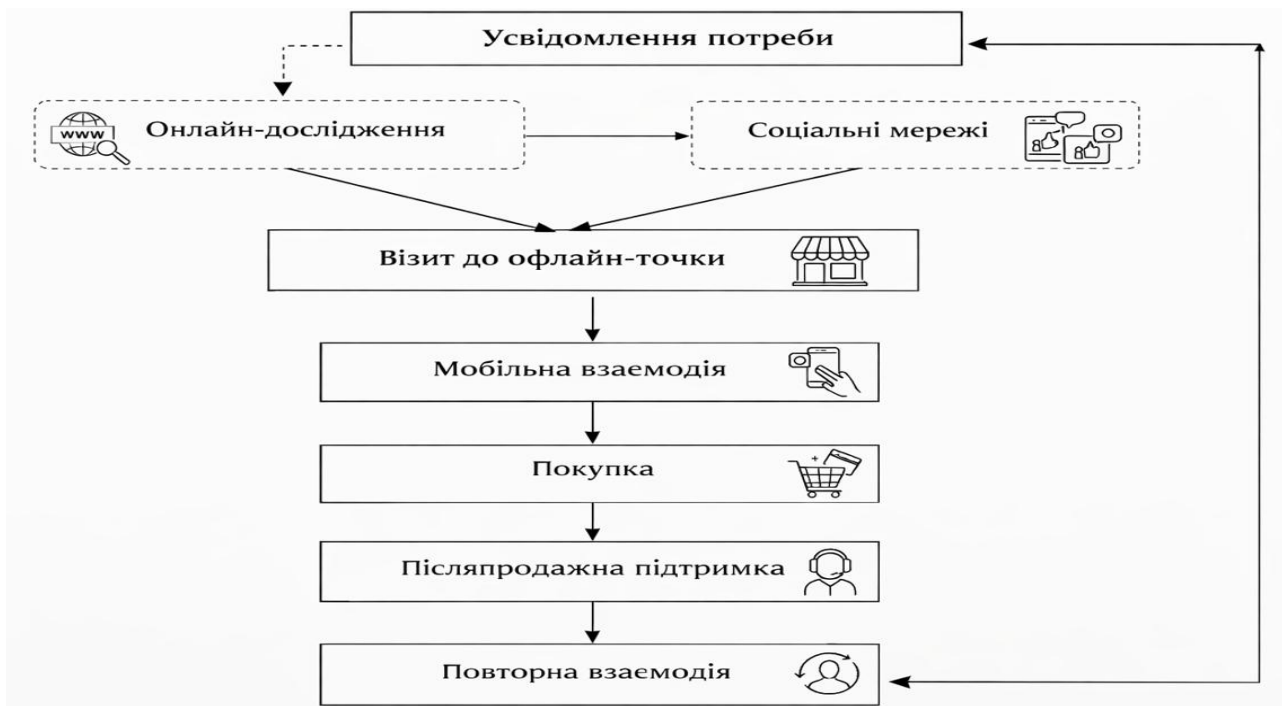 Усвідомлення потреби
www
Онлайн-дослідження
Соціальні мережі
Візит до офлайн-точки
Мобільна взаємодія
Покупка
Післяпродажна підтримка
Повторна взаємодія